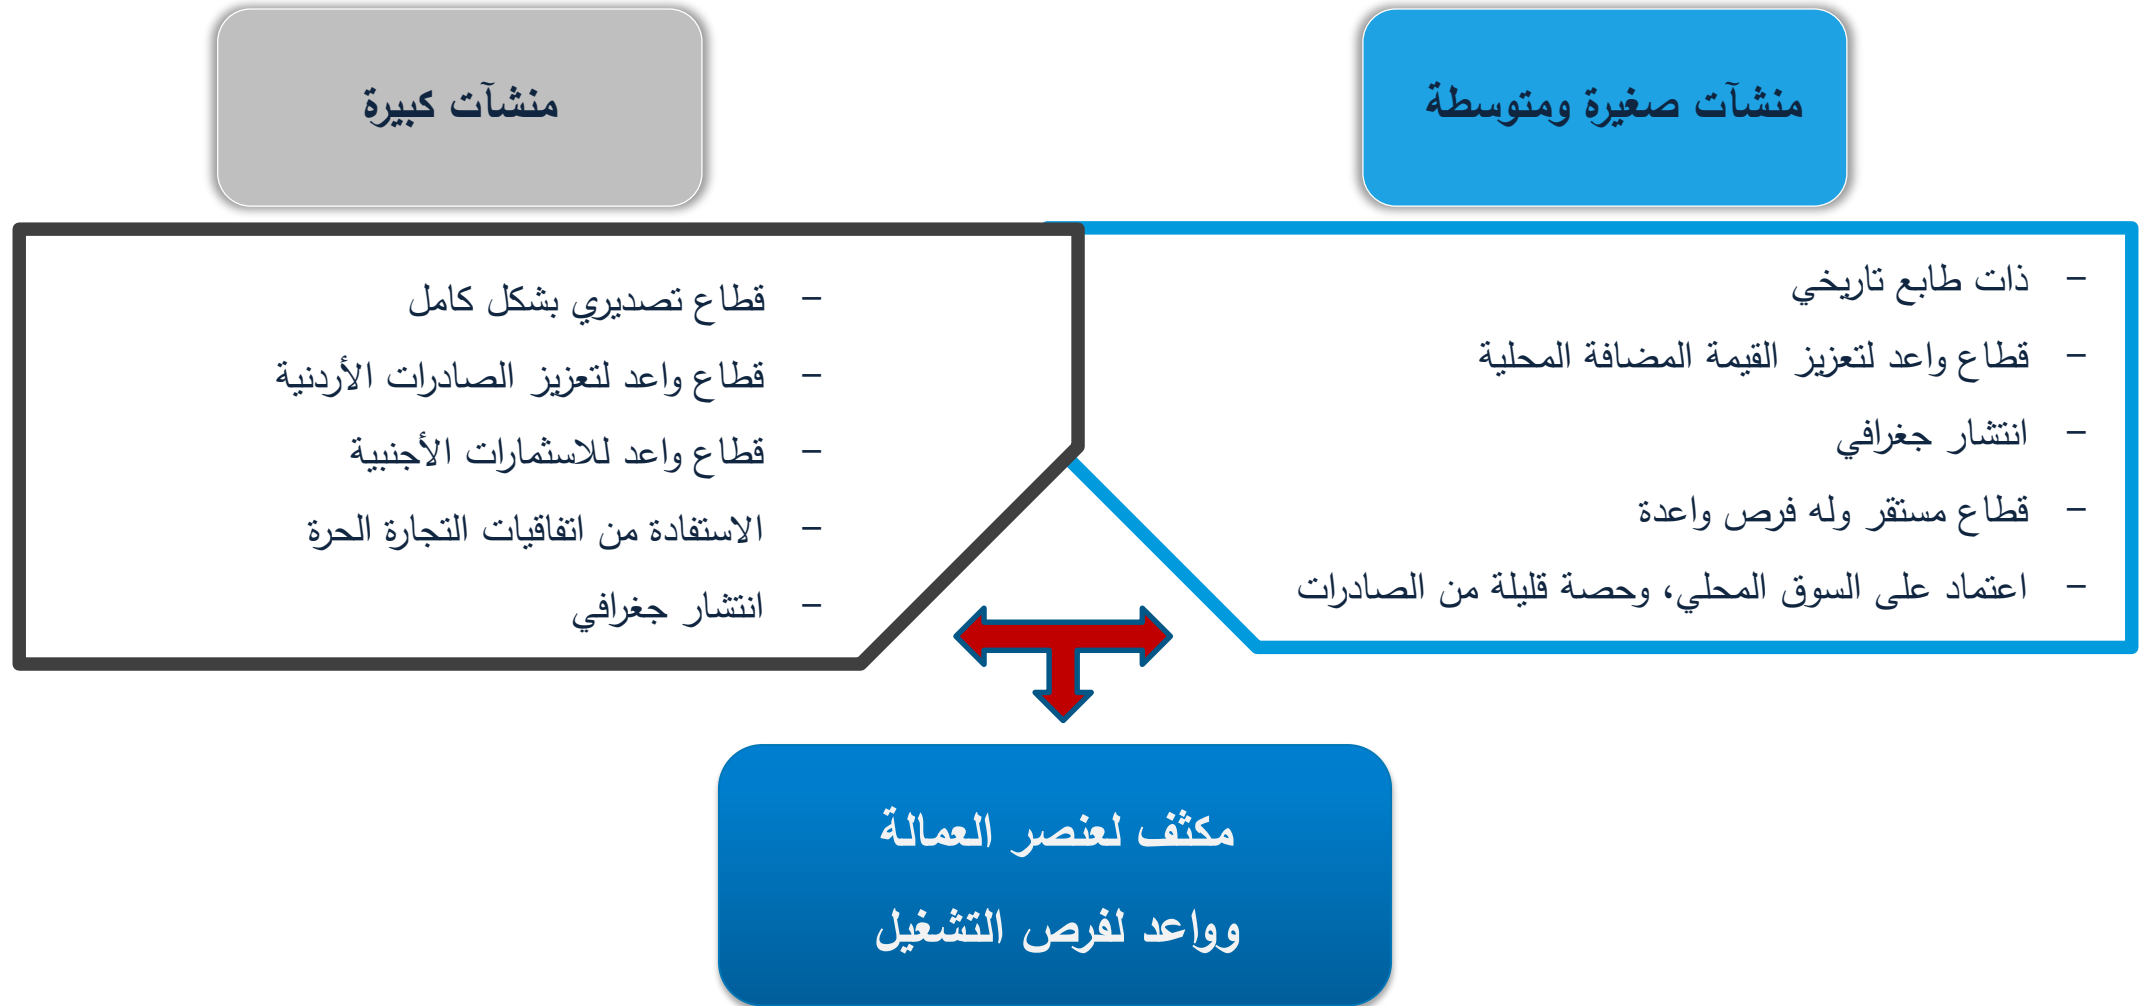 منشآت صغيرة ومتوسطة
- ذات طابع تاريخي
- قطاع واعد لتعزيز القيمة المضافة المحلية
- انتشار جغرافي
- قطاع مستقر وله فرص واعدة
- اعتماد على السوق المحلي، وحصة قليلة من الصادرات
منشآت كبيرة
- قطاع تصديري بشكل كامل
- قطاع واعد لتعزيز الصادرات الأردنية
- قطاع واعد للاسثمارات الأجنبية
- الاستفادة من اتفاقيات التجارة الحرة
- انتشار جغرافي
مكثف لعنصر العمالة
وواعد لفرص التشغيل